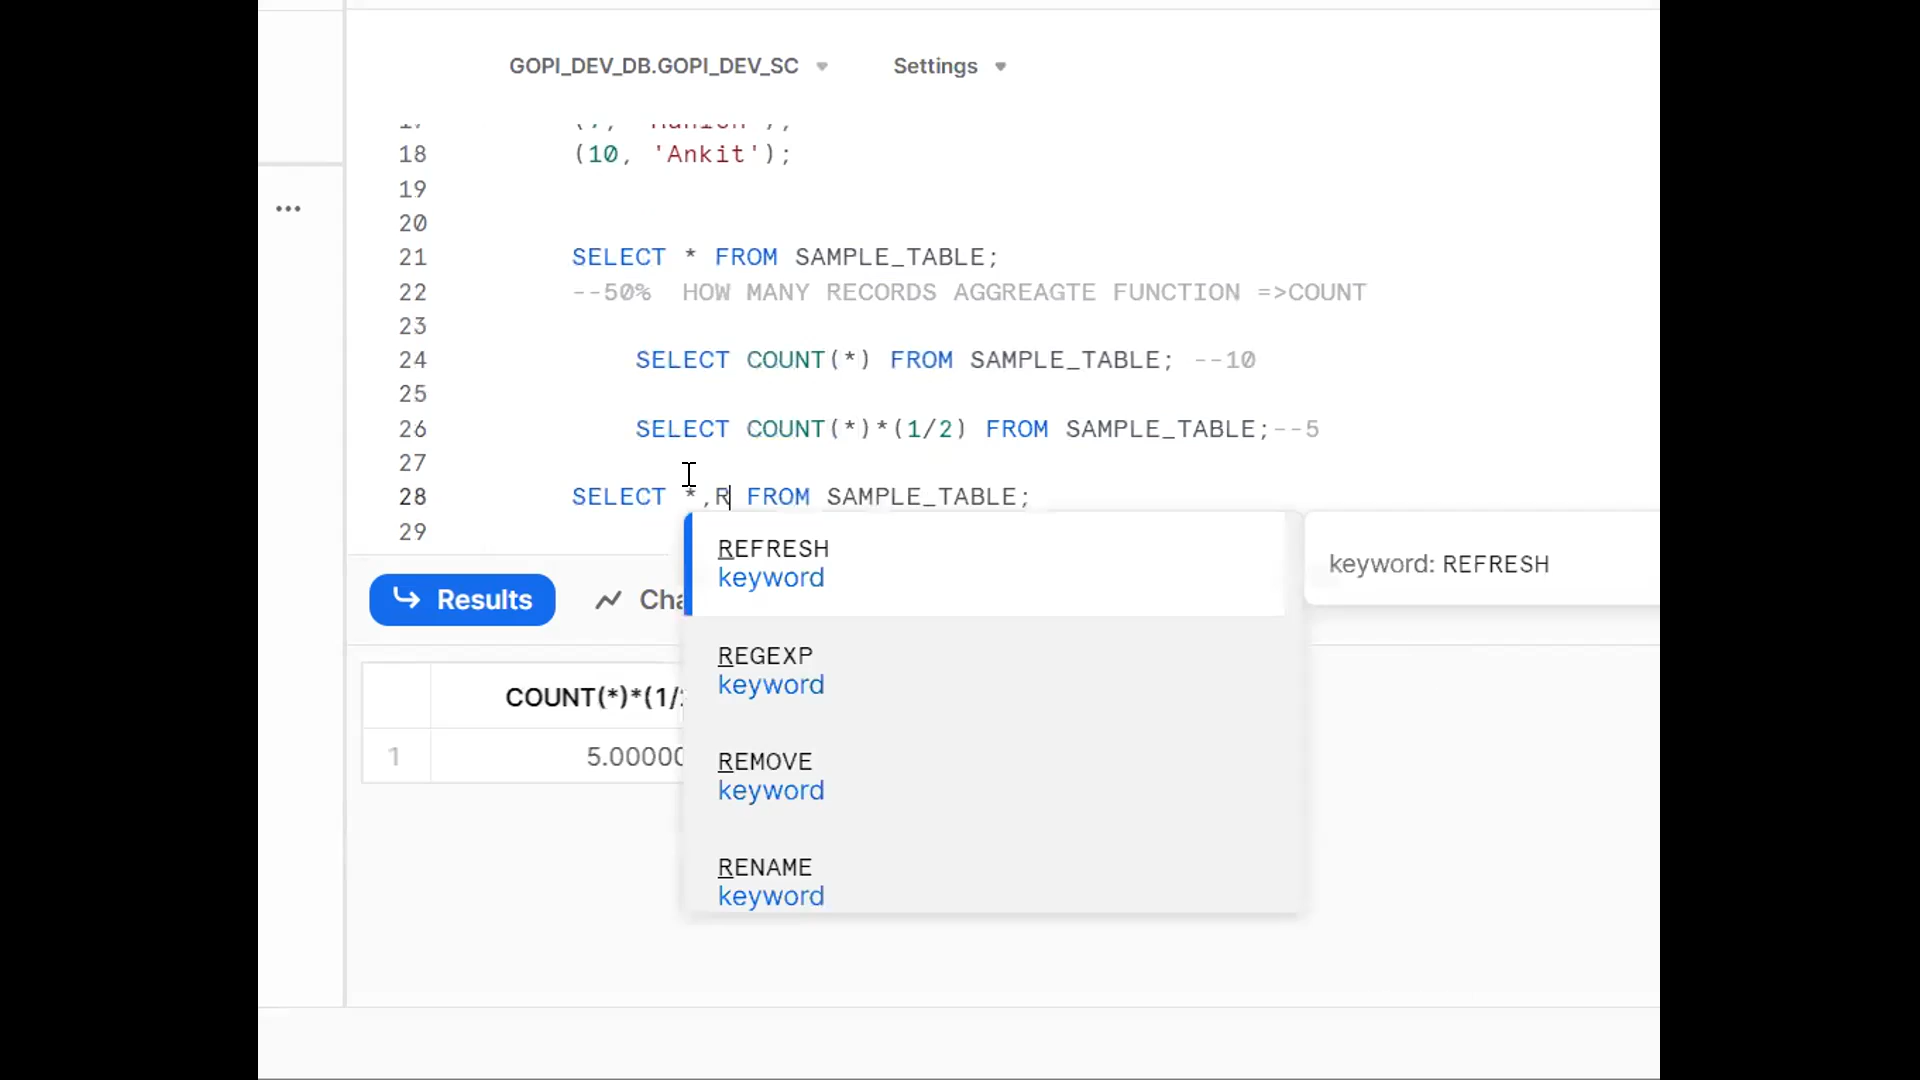 GOPI_DEV_DB.GOPI_DEV_SC Settings
18 (10, 'Ankit');
19
20
21 SELECT * FROM SAMPLE_TABLE;
22 --50% HOW MANY RECORDS AGGREAGTE FUNCTION =>COUNT
23
24 SELECT COUNT(*) FROM SAMPLE_TABLE; --10
25
26 SELECT COUNT(*)*(1/2) FROM SAMPLE_TABLE;--5
27
28 SELECT *,R FROM SAMPLE_TABLE;
29
REFRESH
keyword
keyword: REFRESH
Results Cha
REGEXP
keyword
COUNT(*)*(1/
1 5.00000
REMOVE
keyword
RENAME
keyword